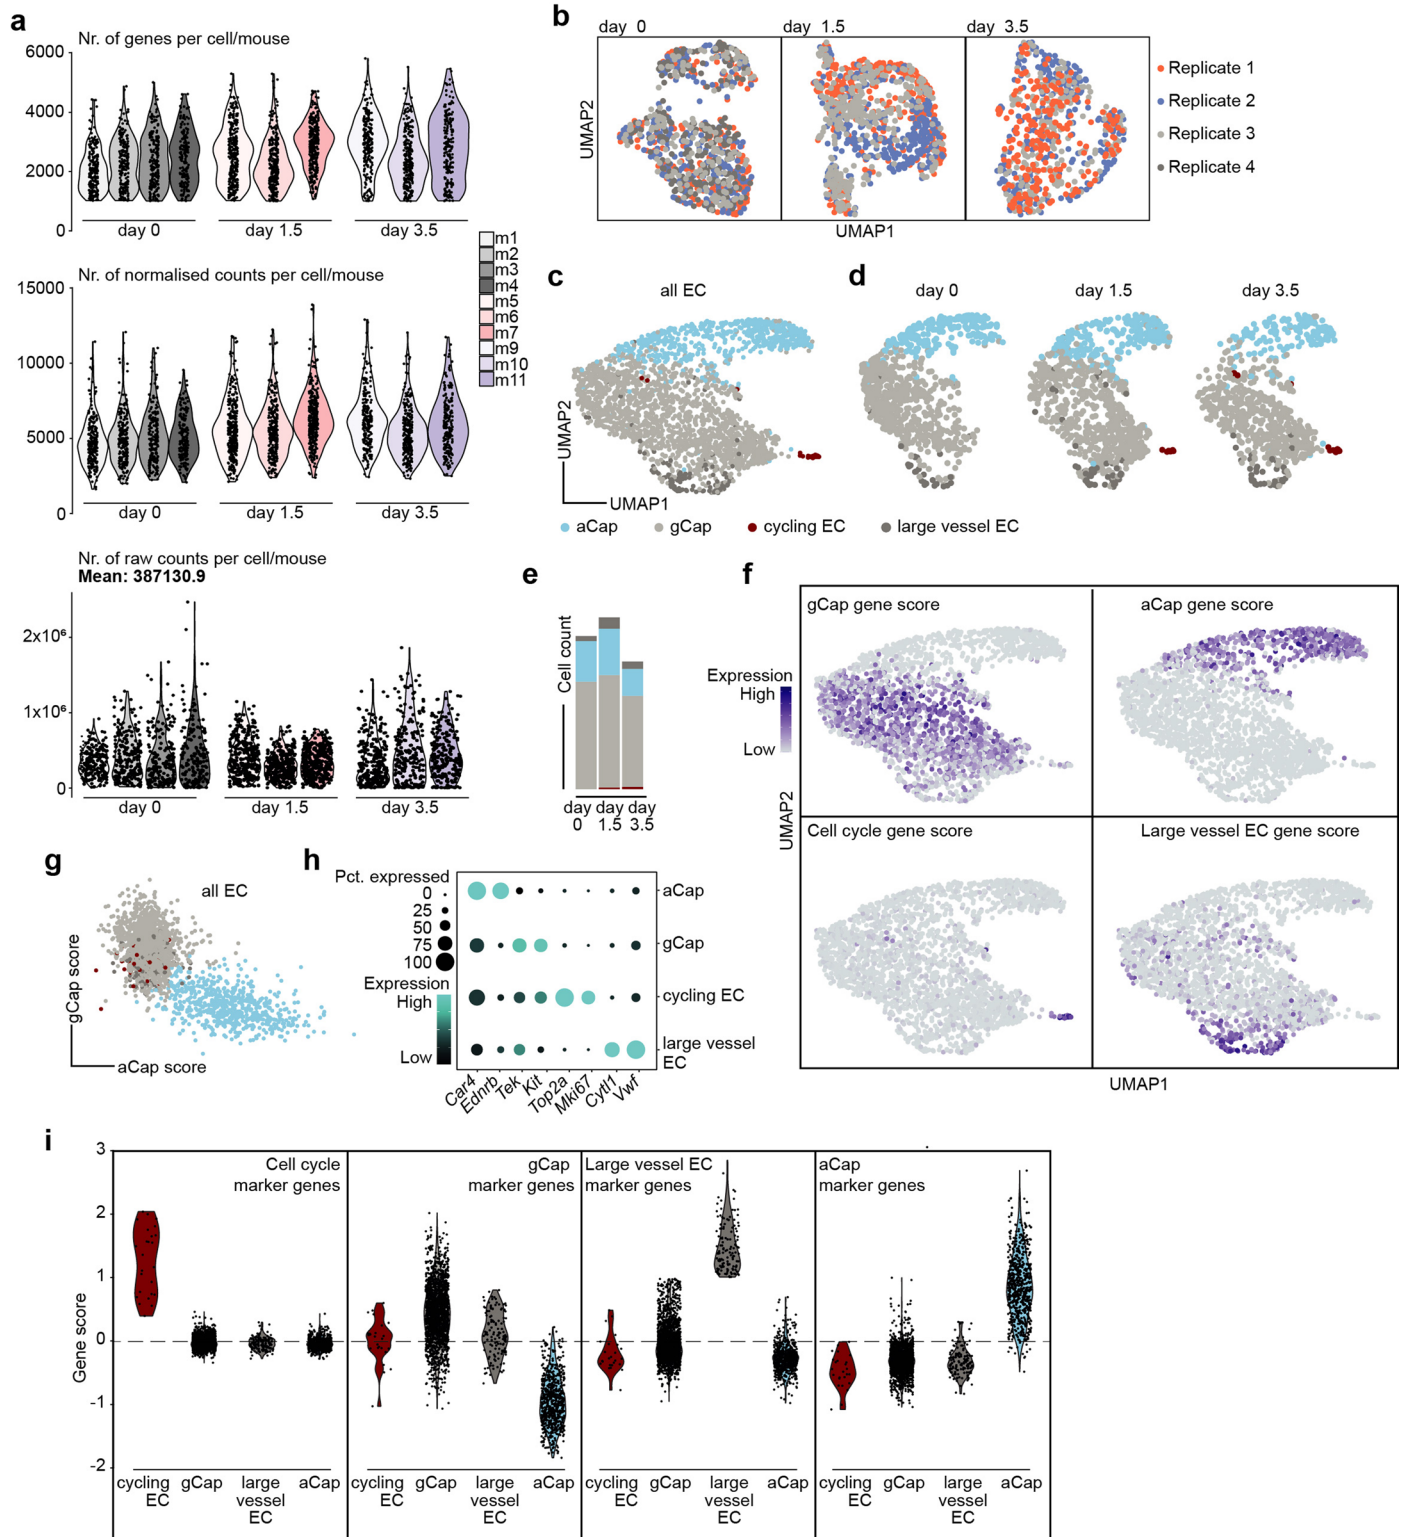 a
Nr. of genes per cell/mouse
6000
4000
2000
0
day 0
day 1.5
day 3.5
Nr. of normalised counts per cell/mouse
15000
10000
5000
0
day 0
day 1.5
day 3.5
m1
m2
m3
m4
m5
m6
m7
m9
m10
m11
Nr. of raw counts per cell/mouse
Mean: 387130.9
2x10⁶
1x10⁶
0
day 0
day 1.5
day 3.5
b
day 0
day 1.5
day 3.5
UMAP2
UMAP1
Replicate 1
Replicate 2
Replicate 3
Replicate 4
c
all EC
UMAP2
UMAP1
d
day 0
day 1.5
day 3.5
aCap
gCap
cycling EC
large vessel EC
e
Cell count
day 0
day 1.5
day 3.5
f
gCap gene score
aCap gene score
Cell cycle gene score
Large vessel EC gene score
Expression
High
Low
UMAP2
UMAP1
g
all EC
gCap score
aCap score
h
Pct. expressed
0
25
50
75
100
Expression
High
Low
aCap
gCap
cycling EC
large vessel
EC
Car4
Ednrb
Tek
Kit
Top2a
Mki67
Cytl1
Vwf
i
Gene score
3
2
1
0
-1
-2
Cell cycle
marker genes
gCap
marker genes
Large vessel EC
marker genes
aCap
marker genes
cycling
EC
gCap
large
vessel
EC
aCap
cycling
EC
gCap
large
vessel
EC
aCap
cycling
EC
gCap
large
vessel
EC
aCap
cycling
EC
gCap
large
vessel
EC
aCap